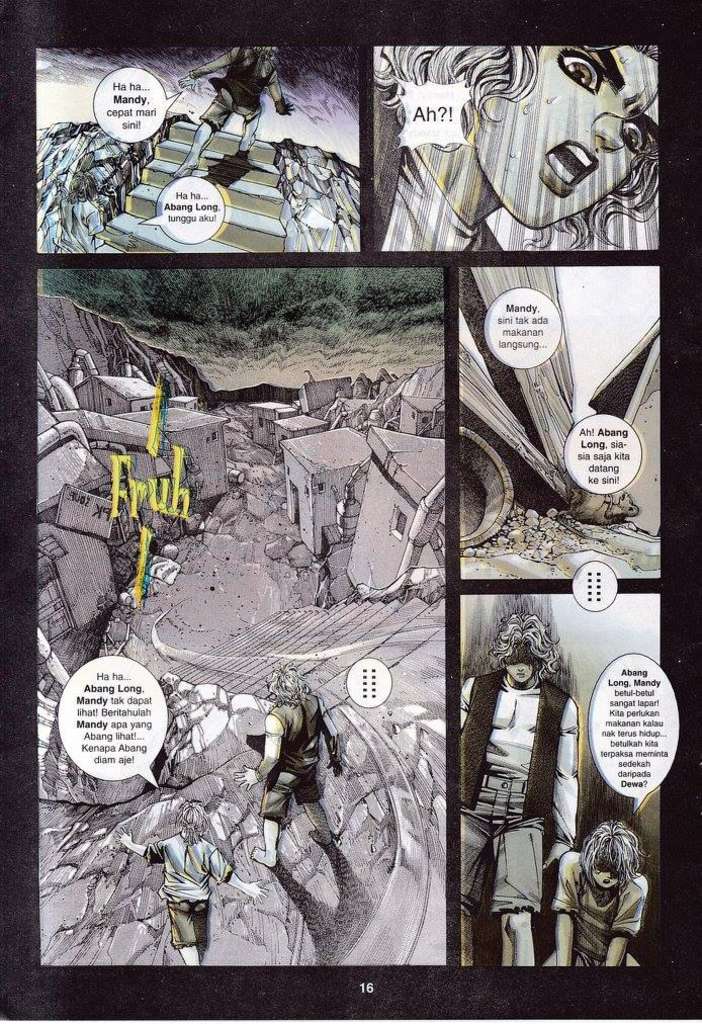 Ha ha...
Mandy,
cepat mari
sini!
Ha ha...
Abang Long,
tunggu aku!
Ah?!
Fruh
Ha ha...
Abang Long,
Mandy tak dapat
lihat! Beritahulah
Mandy apa yang
Abang lihat!...
Kenapa Abang
diam aje!
Mandy,
sini tak ada
makanan
langsung...
Ah! Abang
Long, sia-
sia saja kita
datang
ke sini!
Abang
Long, Mandy
betul-betul
sangat lapar!
Kita perlukan
makanan kalau
nak terus hidup...
betulkah kita
terpaksa meminta
sedekah
daripada
Dewa?
16